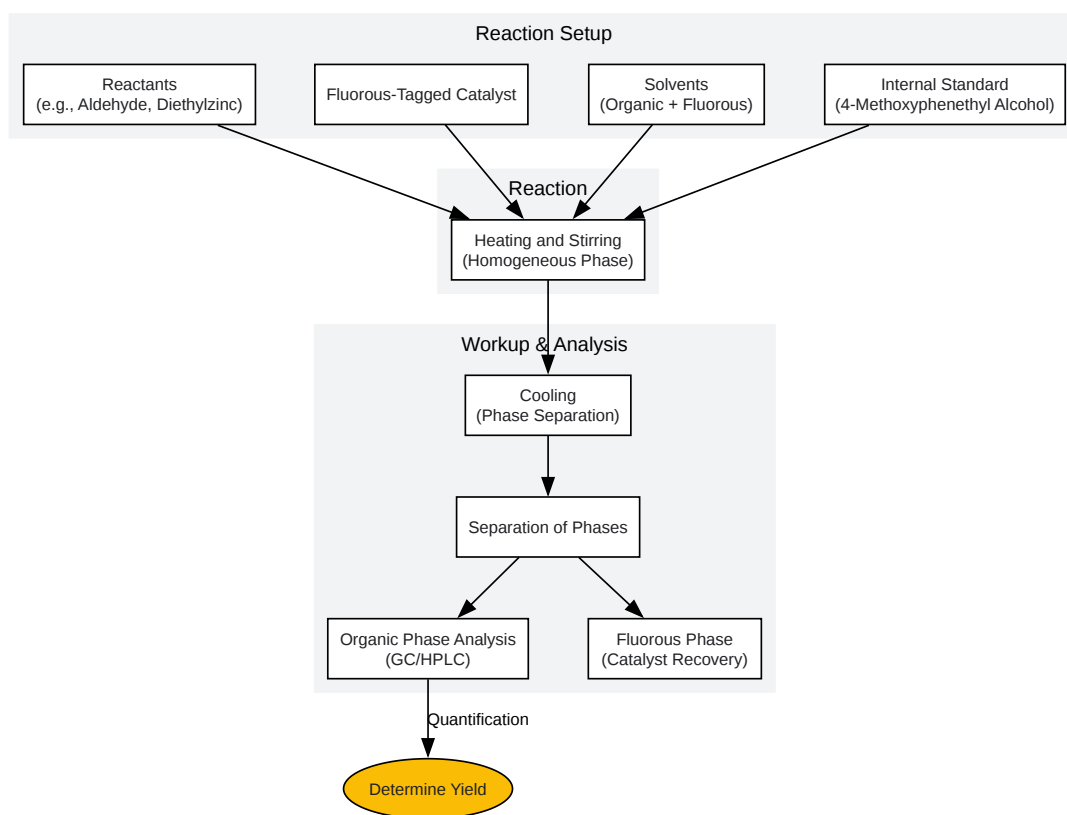 Reaction Setup
Reactants
(e.g., Aldehyde, Diethylzinc)
Fluorous-Tagged Catalyst
Solvents
(Organic + Fluorous)
Internal Standard
(4-Methoxyphenethyl Alcohol)
Reaction
Heating and Stirring
(Homogeneous Phase)
Workup & Analysis
Cooling
(Phase Separation)
Separation of Phases
Organic Phase Analysis
(GC/HPLC)
Fluorous Phase
(Catalyst Recovery)
Quantification
Determine Yield